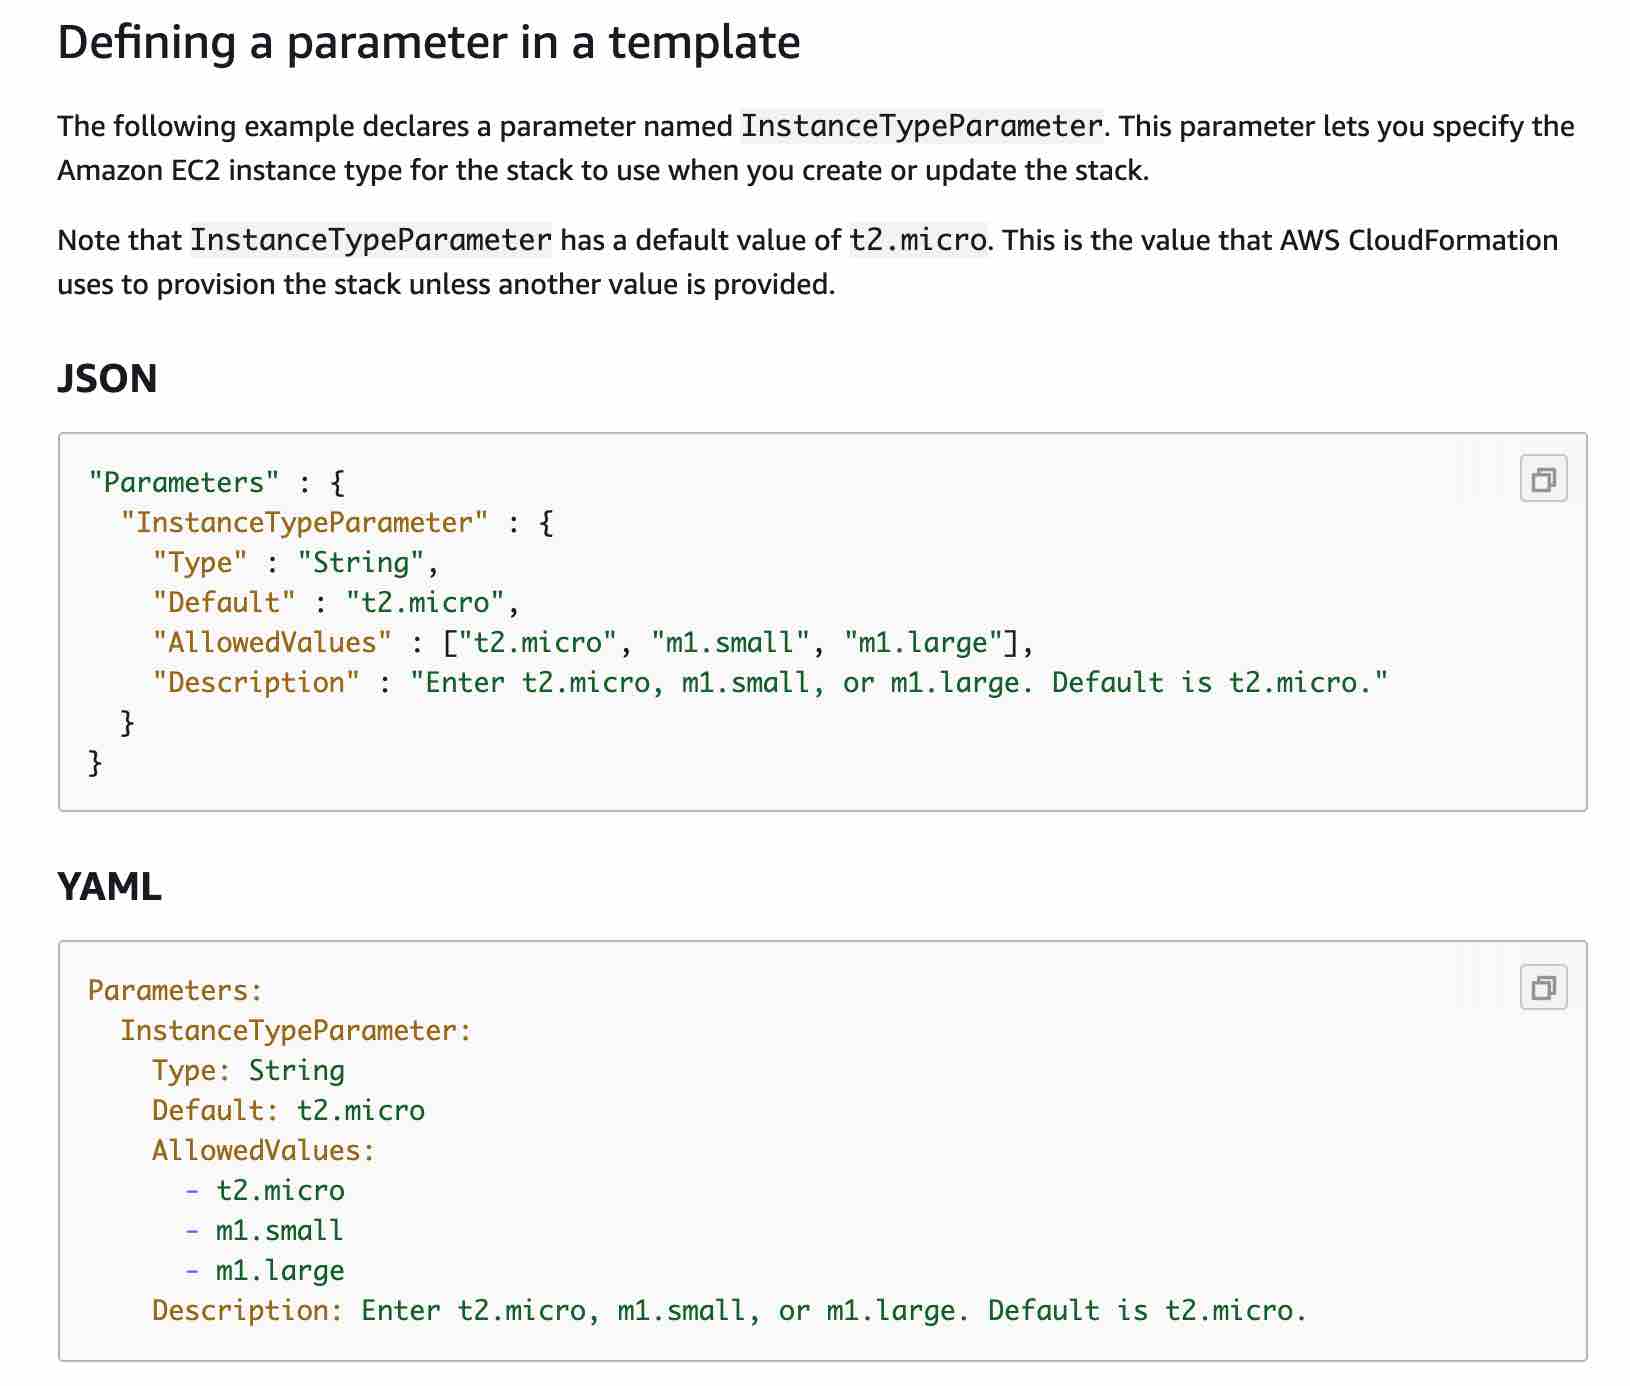 Defining a parameter in a template
The following example declares a parameter named InstanceTypeParameter. This parameter lets you specify the
Amazon EC2 instance type for the stack to use when you create or update the stack.
Note that InstanceTypeParameter has a default value of t2.micro. This is the value that AWS CloudFormation
uses to provision the stack unless another value is provided.
JSON
"Parameters" : {
  "InstanceTypeParameter" : {
    "Type" : "String",
    "Default" : "t2.micro",
    "AllowedValues" : ["t2.micro", "m1.small", "m1.large"],
    "Description" : "Enter t2.micro, m1.small, or m1.large. Default is t2.micro."
  }
}
YAML
Parameters:
  InstanceTypeParameter:
    Type: String
    Default: t2.micro
    AllowedValues:
      - t2.micro
      - m1.small
      - m1.large
    Description: Enter t2.micro, m1.small, or m1.large. Default is t2.micro.